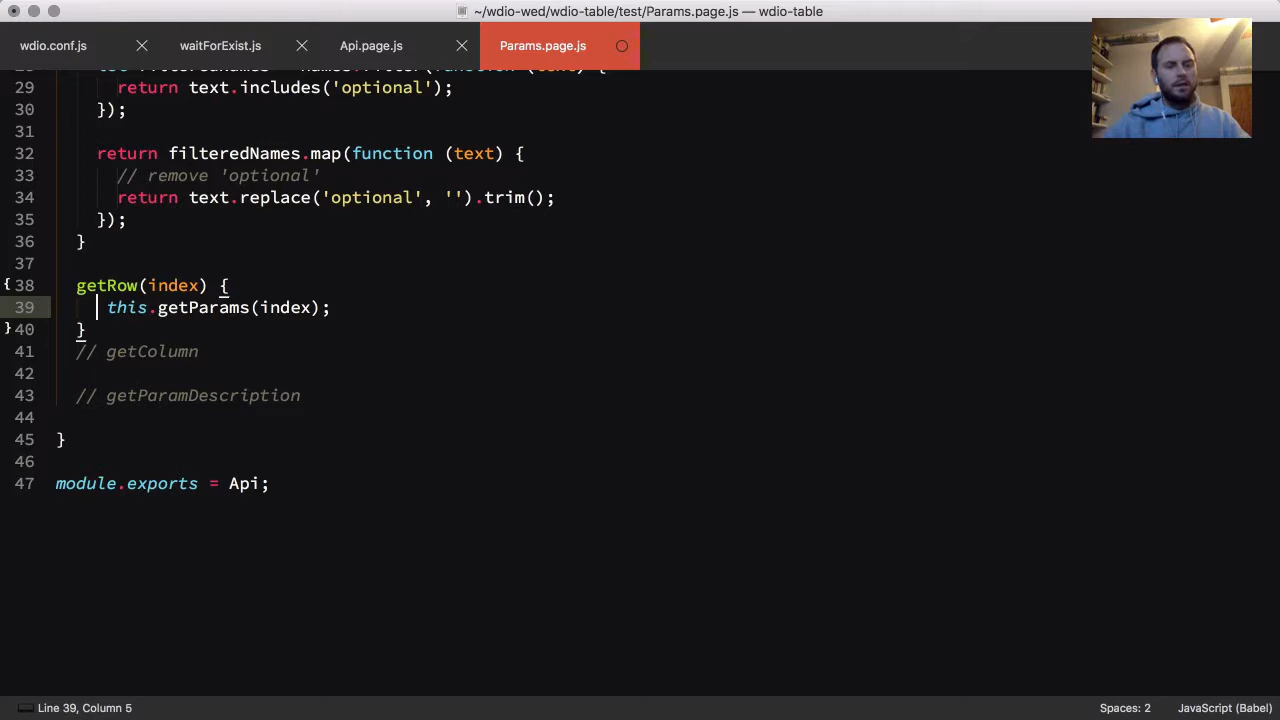 ~/wdio-wed/wdio-table/test/Params.page.js — wdio-table
wdio.conf.js
waitForExist.js
Api.page.js
Params.page.js
29 return text.includes('optional');
30 });
31
32 return filteredNames.map(function (text) {
33 // remove 'optional'
34 return text.replace('optional', '').trim();
35 });
36 }
37
38 getRow(index) {
39 this.getParams(index);
40 }
41 // getColumn
42
43 // getParamDescription
44
45 }
46
47 module.exports = Api;
Line 39, Column 5
Spaces: 2
JavaScript (Babel)